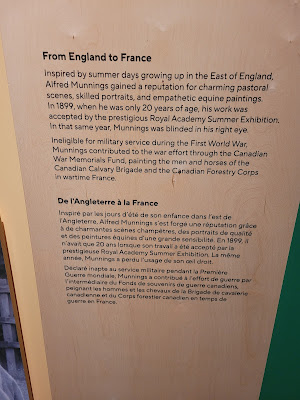 From England to France
Inspired by summer days growing up in the East of England,
Alfred Munnings gained a reputation for charming pastoral
scenes, skilled portraits, and empathetic equine paintings.
In 1899, when he was only 20 years of age, his work was
accepted by the prestigious Royal Academy Summer Exhibition.
In that same year, Munnings was blinded in his right eye.
Ineligible for military service during the First World War,
Munnings contributed to the war effort through the Canadian
War Memorials Fund, painting the men and horses of the
Canadian Calvary Brigade and the Canadian Forestry Corps
in wartime France.
De l'Angleterre à la France
Inspiré par les jours d'été de son enfance dans l'est de
l'Angleterre, Alfred Munnings s'est forgé une réputation grâce
à de charmantes scènes champêtres, des portraits de qualité
et des peintures équines d'une grande sensibilité. En 1899, il
n'avait que 20 ans lorsque son travail a été accepté par la
prestigieuse Royal Academy Summer Exhibition. La même
année, Munnings a perdu l'usage de son œil droit.
Déclaré inapte au service militaire pendant la Première
Guerre mondiale, Munnings a contribué à l'effort de guerre par
l'intermédiaire du Fonds de souvenirs de guerre canadiens,
peignant les hommes et les chevaux de la Brigade de cavalerie
canadienne et du Corps forestier canadien en temps de
guerre en France.